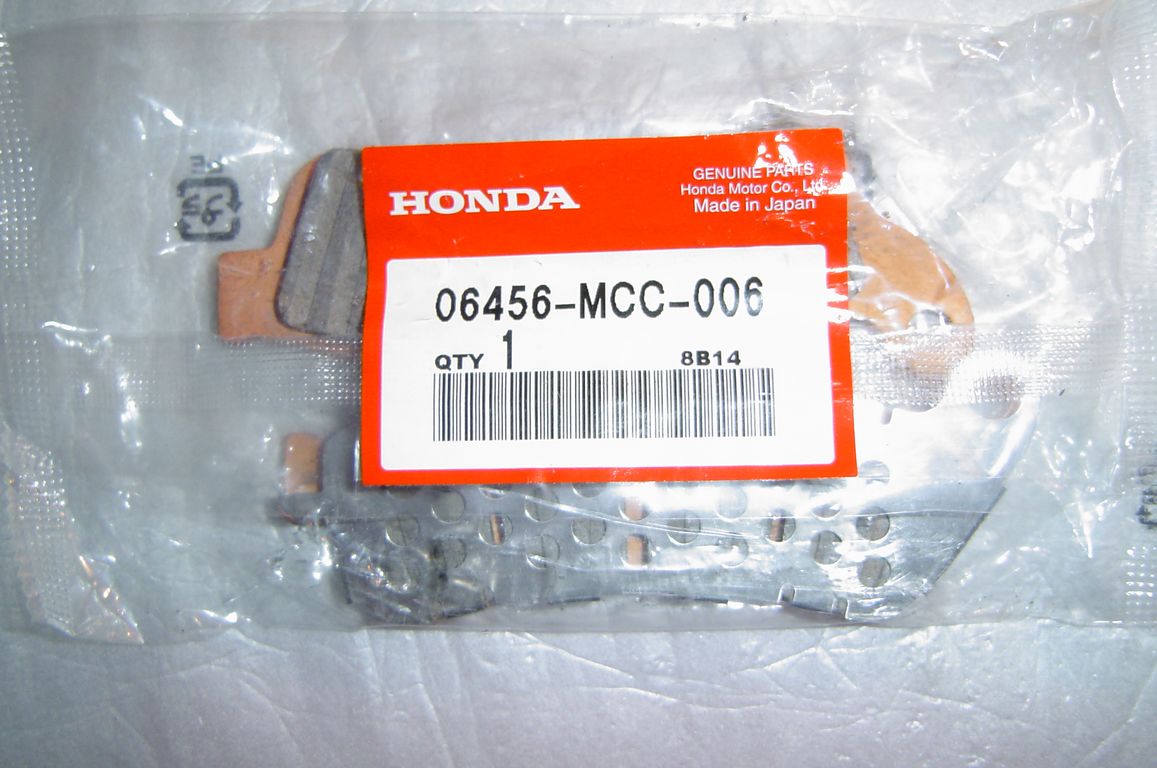 HONDA
GENUINE PARTS
Honda Motor Co., Ltd.
Made in Japan
06456-MCC-006
QTY 1 8B14